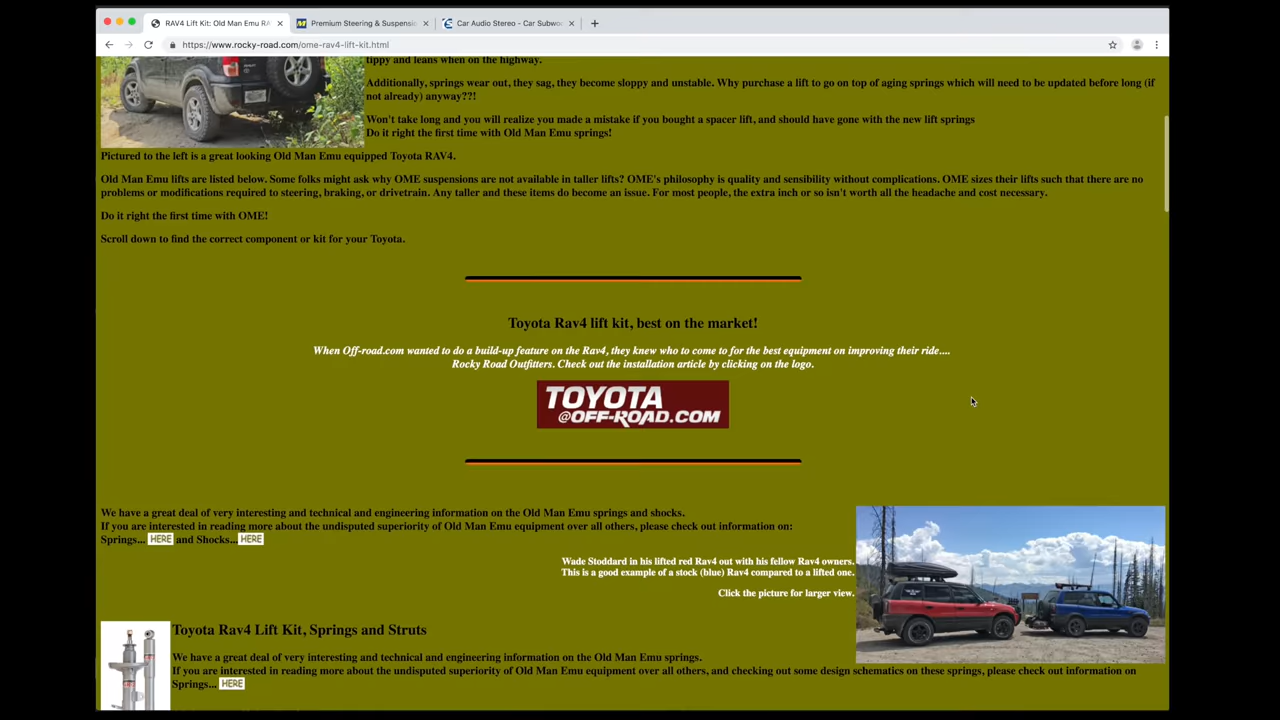 RAV4 Lift Kit: Old Man Emu RA
Premium Steering & Suspensio
Car Audio Stereo - Car Subwo
https://www.rocky-road.com/ome-rav4-lift-kit.html
tippy and leans when on the highway.
Additionally, springs wear out, they sag, they become sloppy and unstable. Why purchase a lift to go on top of aging springs which will need to be updated before long (if
not already) anyway??!
Won't take long and you will realize you made a mistake if you bought a spacer lift, and should have gone with the new lift springs
Do it right the first time with Old Man Emu springs!
Pictured to the left is a great looking Old Man Emu equipped Toyota RAV4.
Old Man Emu lifts are listed below. Some folks might ask why OME suspensions are not available in taller lifts? OME's philosophy is quality and sensibility without complications. OME sizes their lifts such that there are no
problems or modifications required to steering, braking, or drivetrain. Any taller and these items do become an issue. For most people, the extra inch or so isn't worth all the headache and cost necessary.
Do it right the first time with OME!
Scroll down to find the correct component or kit for your Toyota.
Toyota Rav4 lift kit, best on the market!
When Off-road.com wanted to do a build-up feature on the Rav4, they knew who to come to for the best equipment on improving their ride....
Rocky Road Outfitters. Check out the installation article by clicking on the logo.
TOYOTA
@OFF-ROAD.COM
We have a great deal of very interesting and technical and engineering information on the Old Man Emu springs and shocks.
If you are interested in reading more about the undisputed superiority of Old Man Emu equipment over all others, please check out information on:
Springs... HERE and Shocks... HERE
Wade Stoddard in his lifted red Rav4 out with his fellow Rav4 owners.
This is a good example of a stock (blue) Rav4 compared to a lifted one.
Click the picture for larger view.
Toyota Rav4 Lift Kit, Springs and Struts
We have a great deal of very interesting and technical and engineering information on the Old Man Emu springs.
If you are interested in reading more about the undisputed superiority of Old Man Emu equipment over all others, and checking out some design schematics on these springs, please check out information on
Springs... HERE